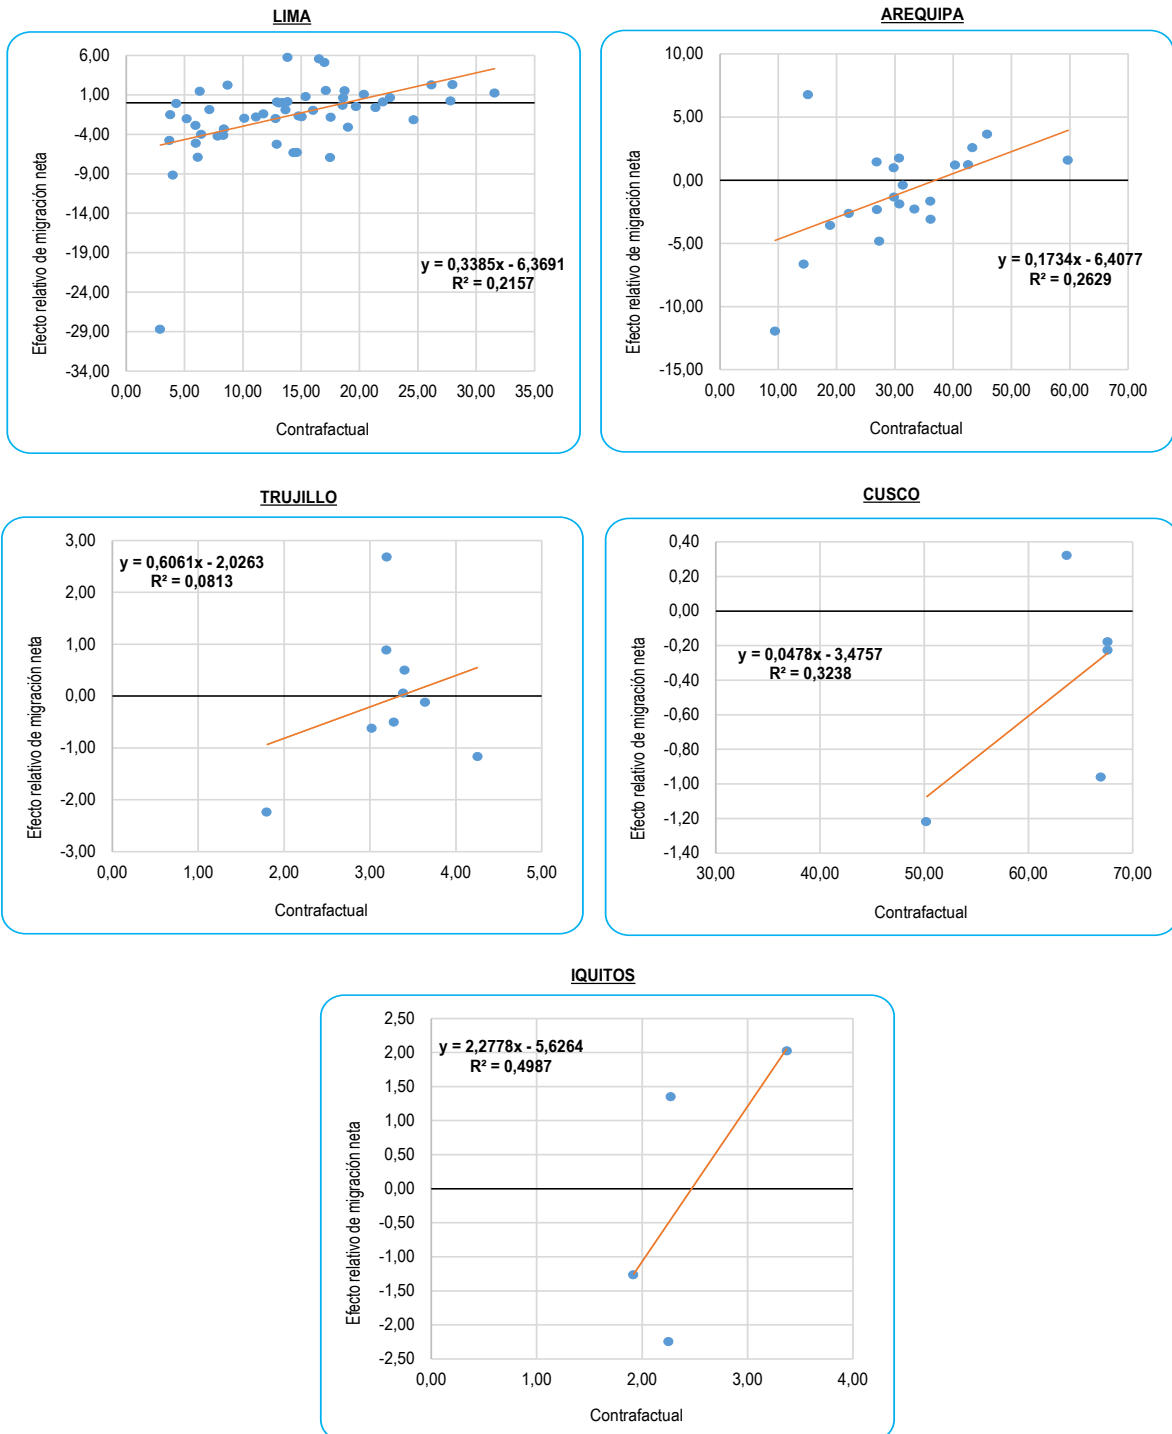 LIMA
6,00
1,00
-4,00
-9,00
-14,00
-19,00
-24,00
-29,00
-34,00
0,00 5,00 10,00 15,00 20,00 25,00 30,00 35,00
Efecto relativo de migración neta
Contrafactual
y = 0,3385x - 6,3691
R² = 0,2157
AREQUIPA
10,00
5,00
0,00
-5,00
-10,00
-15,00
0,00 10,00 20,00 30,00 40,00 50,00 60,00 70,00
Efecto relativo de migración neta
Contrafactual
y = 0,1734x - 6,4077
R² = 0,2629
TRUJILLO
3,00
2,00
1,00
0,00
-1,00
-2,00
-3,00
0,00 1,00 2,00 3,00 4,00 5,00
Efecto relativo de migración neta
Contrafactual
y = 0,6061x - 2,0263
R² = 0,0813
CUSCO
0,40
0,20
0,00
-0,20
-0,40
-0,60
-0,80
-1,00
-1,20
-1,40
30,00 40,00 50,00 60,00 70,00
Efecto relativo de migración neta
Contrafactual
y = 0,0478x - 3,4757
R² = 0,3238
IQUITOS
2,50
2,00
1,50
1,00
0,50
0,00
-0,50
-1,00
-1,50
-2,00
-2,50
0,00 1,00 2,00 3,00 4,00
Efecto relativo de migración neta
Contrafactual
y = 2,2778x - 5,6264
R² = 0,4987